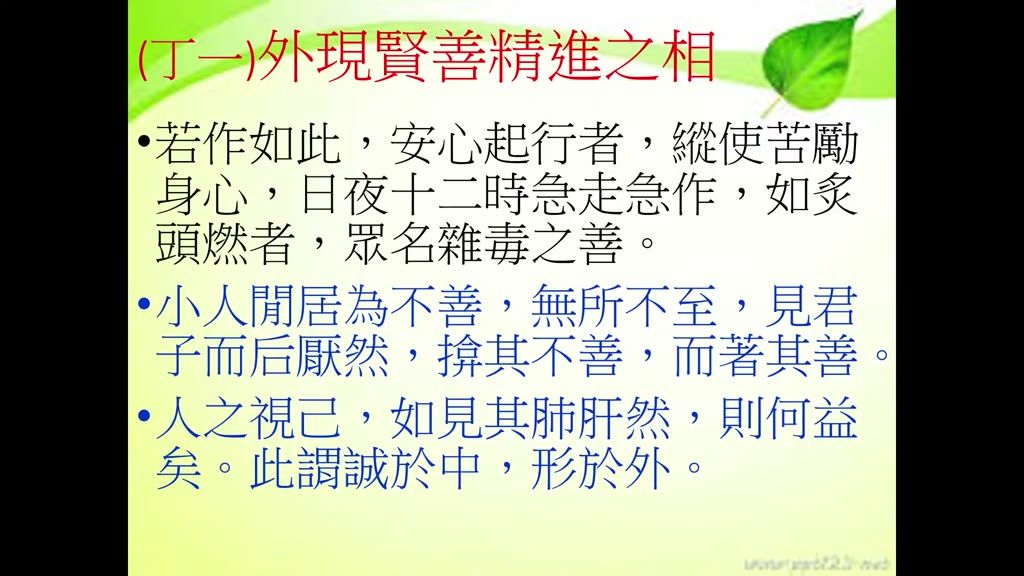 (丁一)外現賢善精進之相
•若作如此，安心起行者，縱使苦勵
身心，日夜十二時急走急作，如炙
頭燃者，眾名雜毒之善。
•小人閒居為不善，無所不至，見君
子而后厭然，揜其不善，而著其善。
•人之視己，如見其肺肝然，則何益
矣。此謂誠於中，形於外。